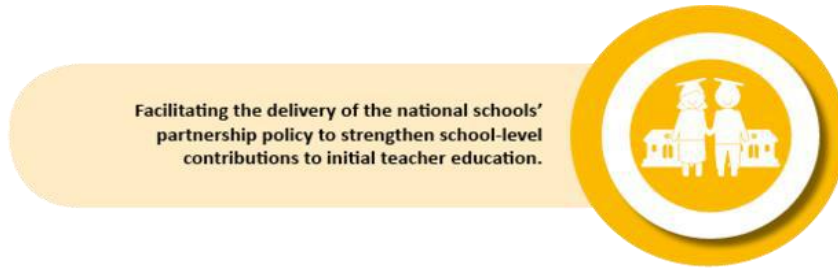 Facilitating the delivery of the national schools’
partnership policy to strengthen school-level
contributions to initial teacher education.